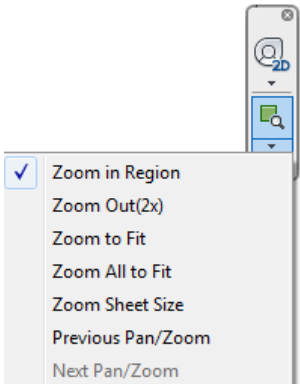 2D
Zoom in Region
Zoom Out(2x)
Zoom to Fit
Zoom All to Fit
Zoom Sheet Size
Previous Pan/Zoom
Next Pan/Zoom